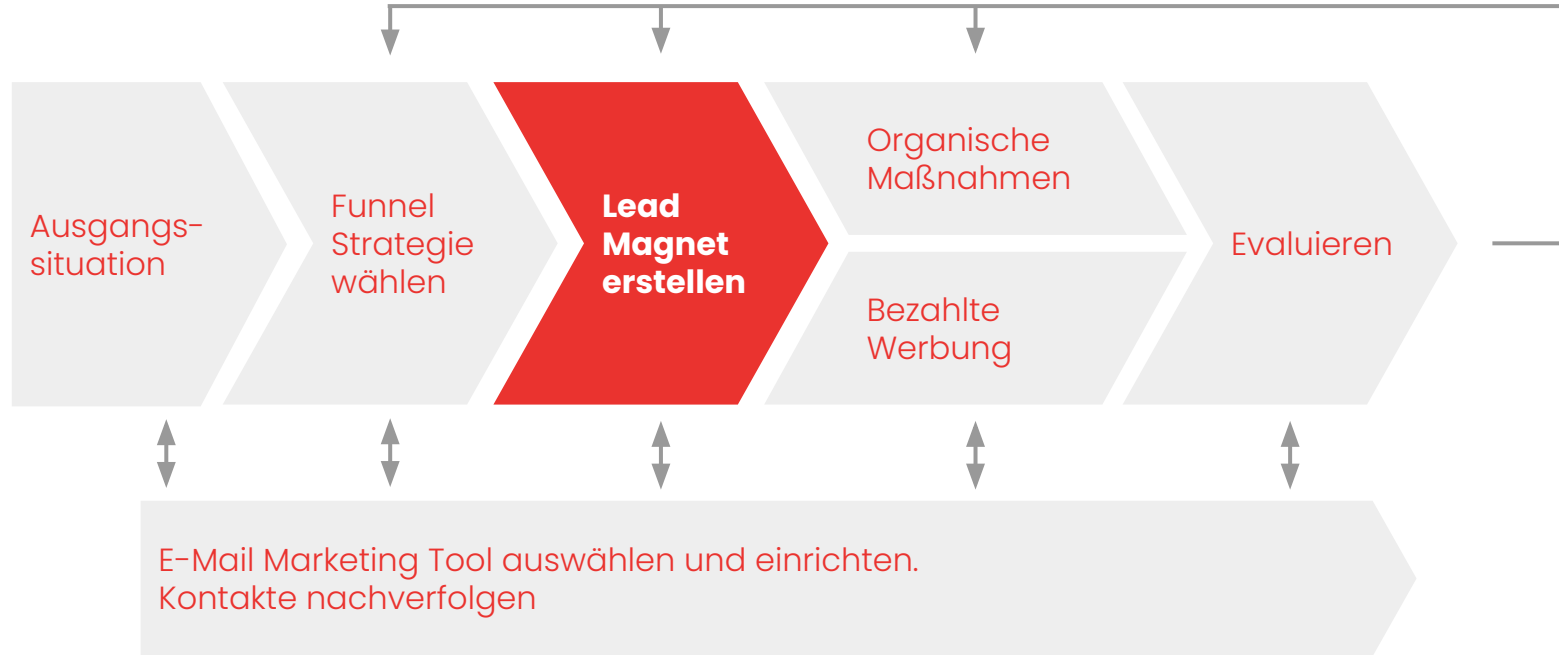 Ausgangs-
situation
Funnel
Strategie
wählen
Lead
Magnet
erstellen
Organische
Maßnahmen
Bezahlte
Werbung
Evaluieren
E-Mail Marketing Tool auswählen und einrichten.
Kontakte nachverfolgen